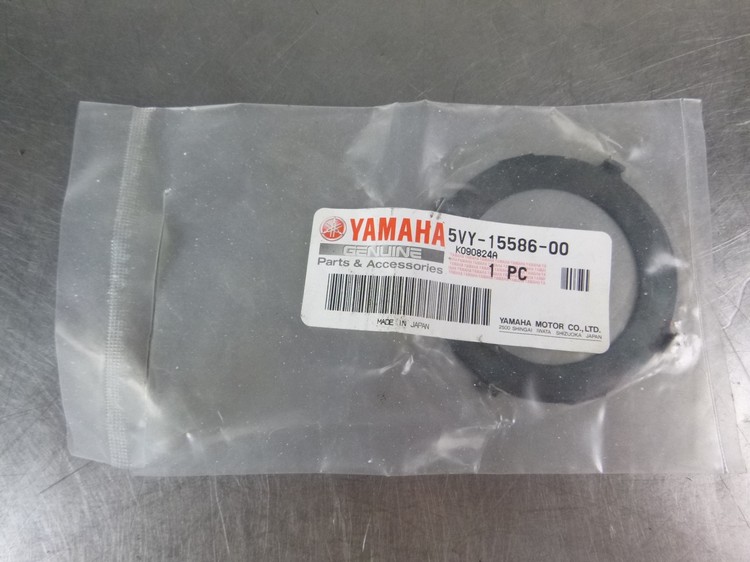 YAMAHA
GENUINE
Parts & Accessories
5VY-15586-00
K090824A
1 PC
MADE IN JAPAN
YAMAHA MOTOR CO., LTD.
2500 SHINGAI IWATA SHIZUOKA JAPAN